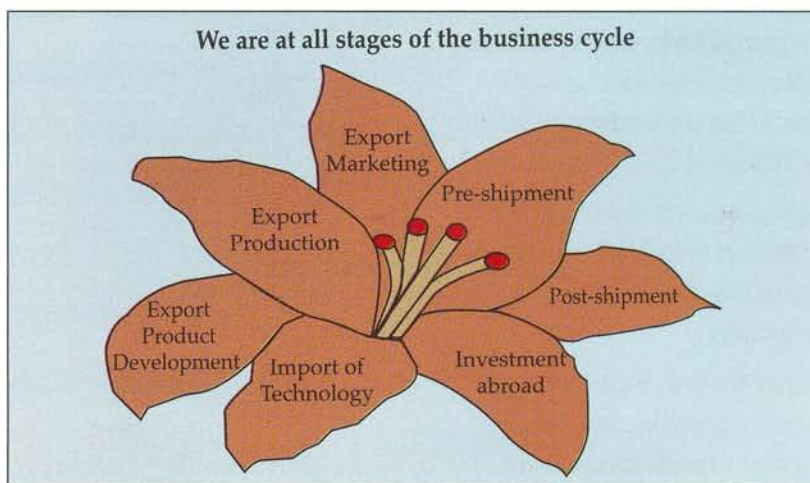 We are at all stages of the business cycle
Export
Marketing
Pre-shipment
Export
Production
Post-shipment
Export
Product
Development
Import of
Technology
Investment
abroad